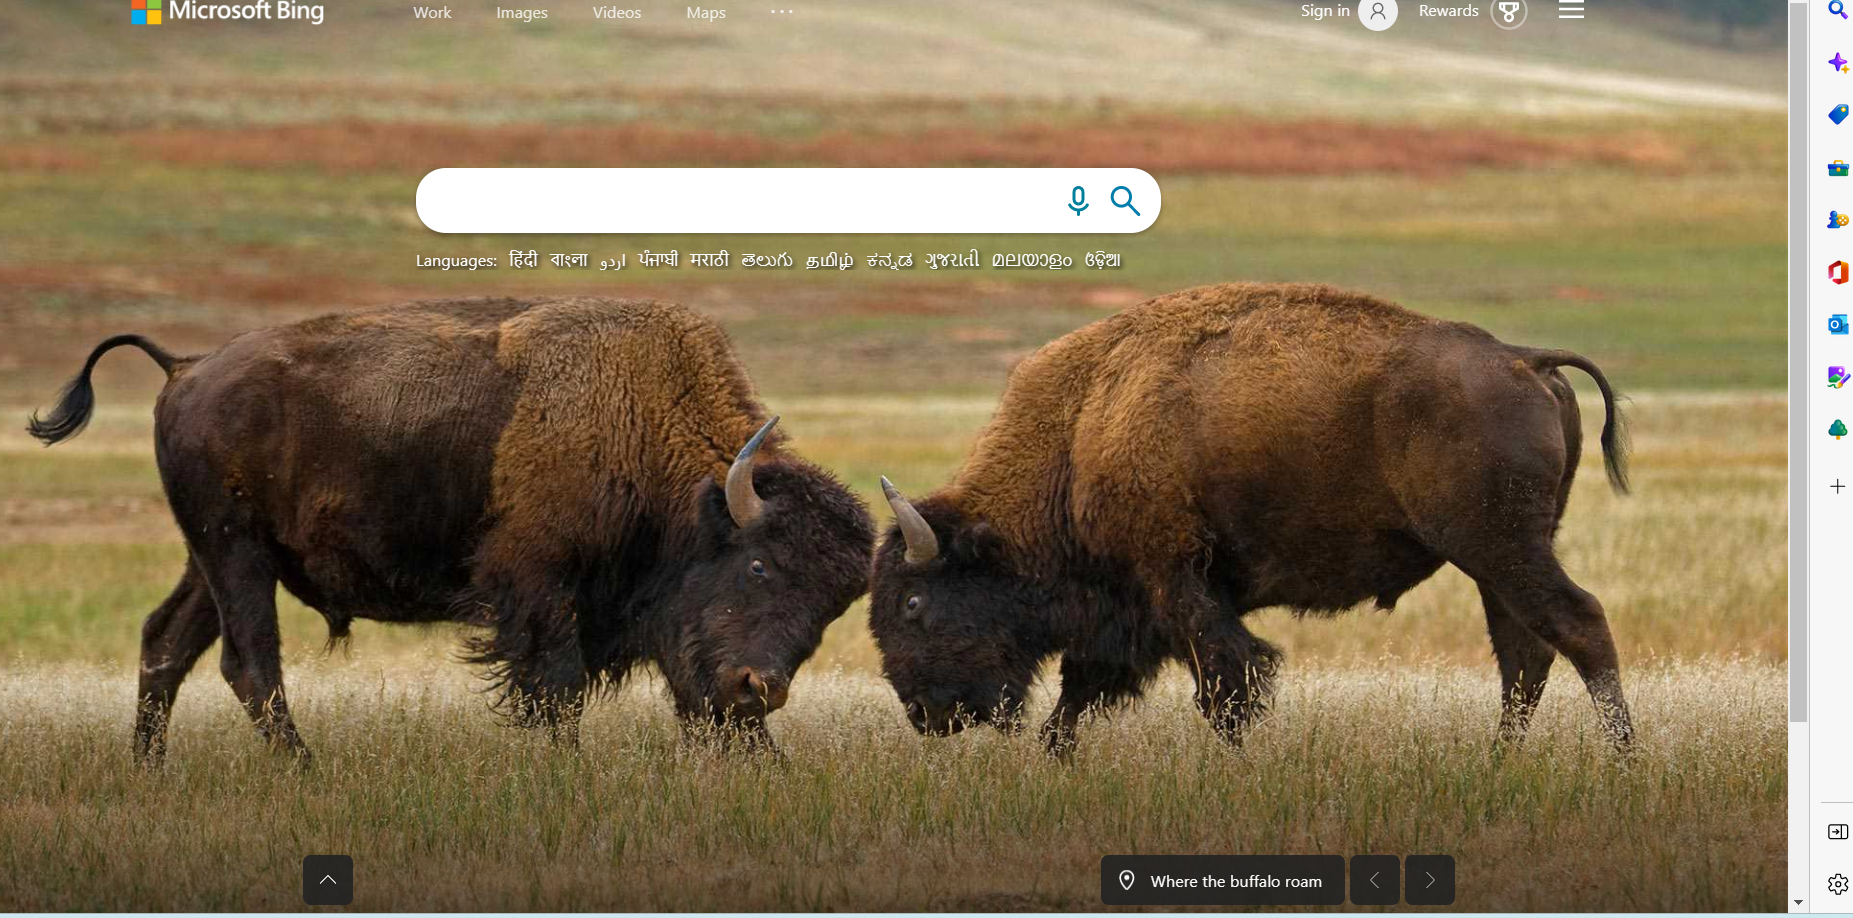 Microsoft Bing Work Images Videos Maps Sign in Rewards
Languages: हिंदी বাংলা اردو ਪੰਜਾਬੀ मराठी తెలుగు தமிழ் ಕನ್ನಡ ગુજરાતી മലയാളം ଓଡ଼ିଆ
Where the buffalo roam